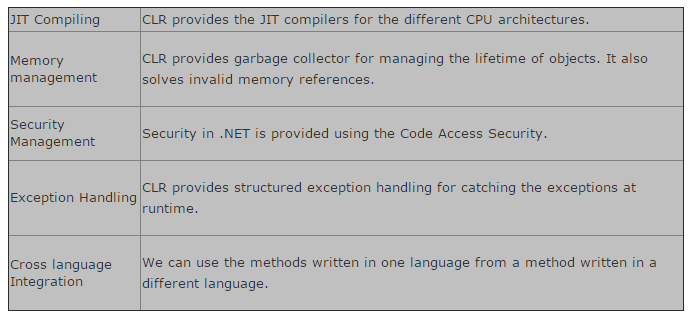 JIT Compiling
CLR provides the JIT compilers for the different CPU architectures.
Memory
management
CLR provides garbage collector for managing the lifetime of objects. It also
solves invalid memory references.
Security
Management
Security in .NET is provided using the Code Access Security.
Exception Handling
CLR provides structured exception handling for catching the exceptions at
runtime.
Cross language
Integration
We can use the methods written in one language from a method written in a
different language.